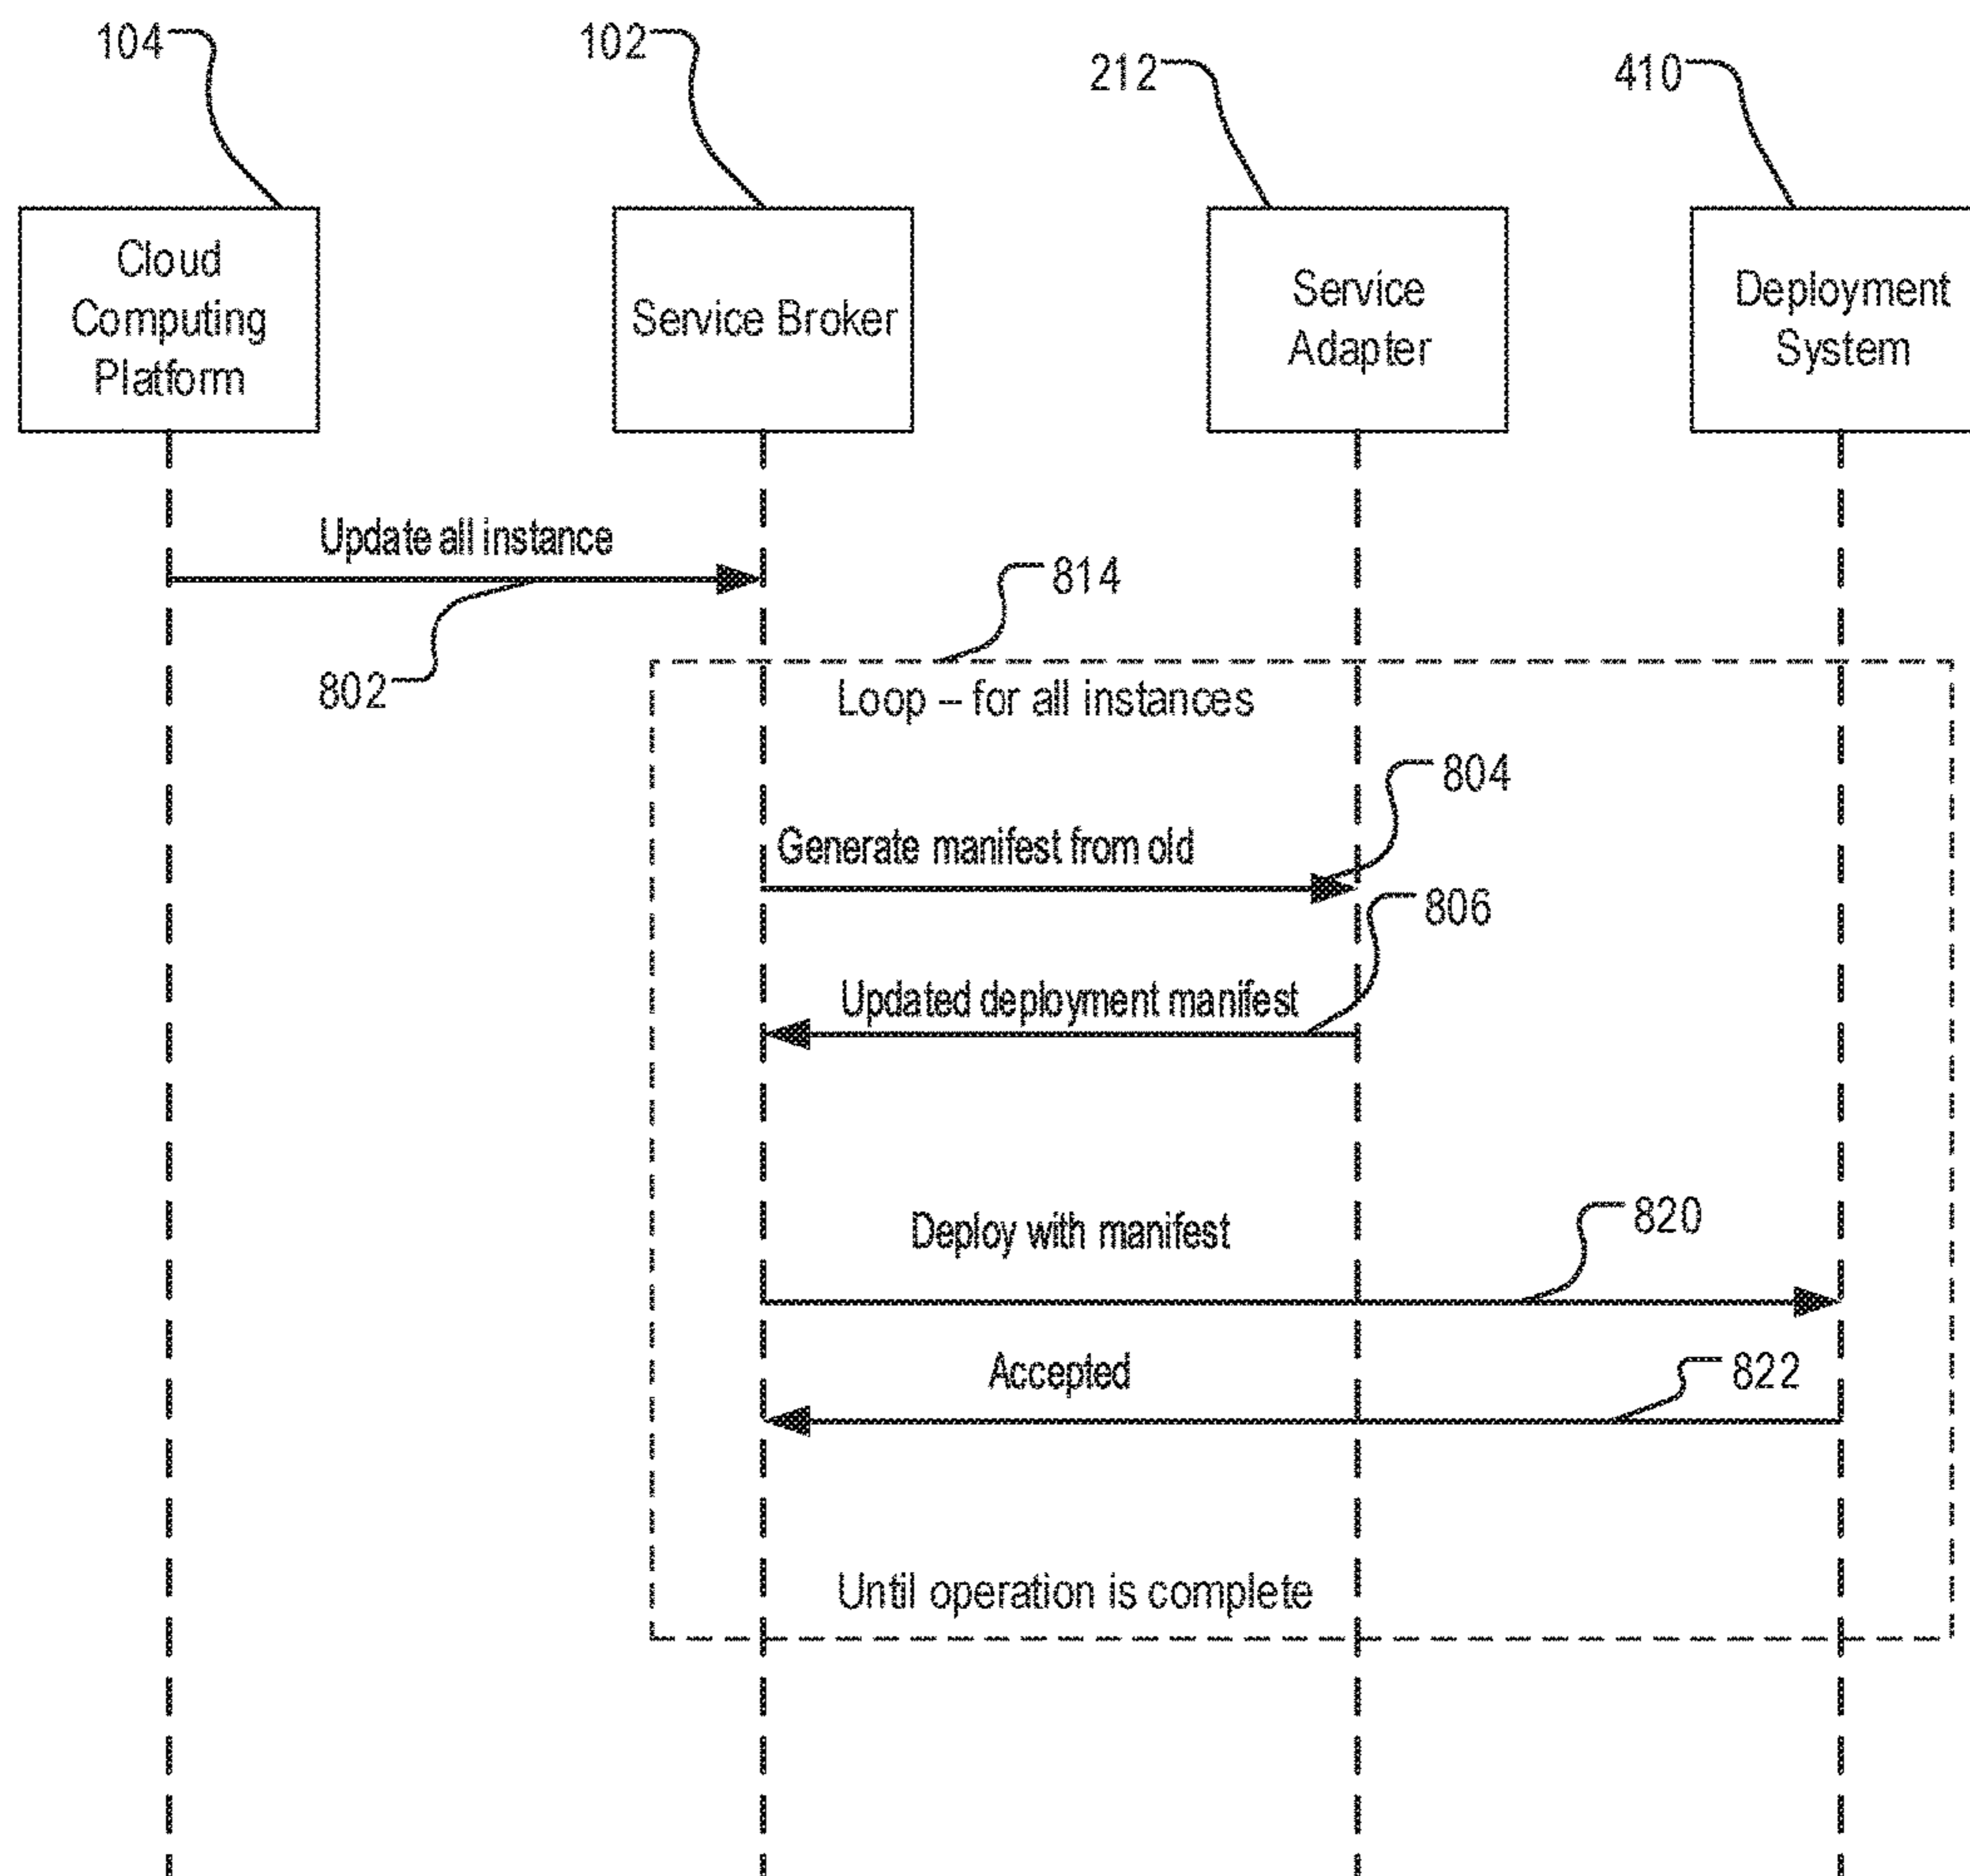 104
102
212
410
Cloud
Computing
Platform
Service Broker
Service
Adapter
Deployment
System
Update all instance
802
814
Loop -- for all instances
804
Generate manifest from old
806
Updated deployment manifest
820
Deploy with manifest
822
Accepted
Until operation is complete